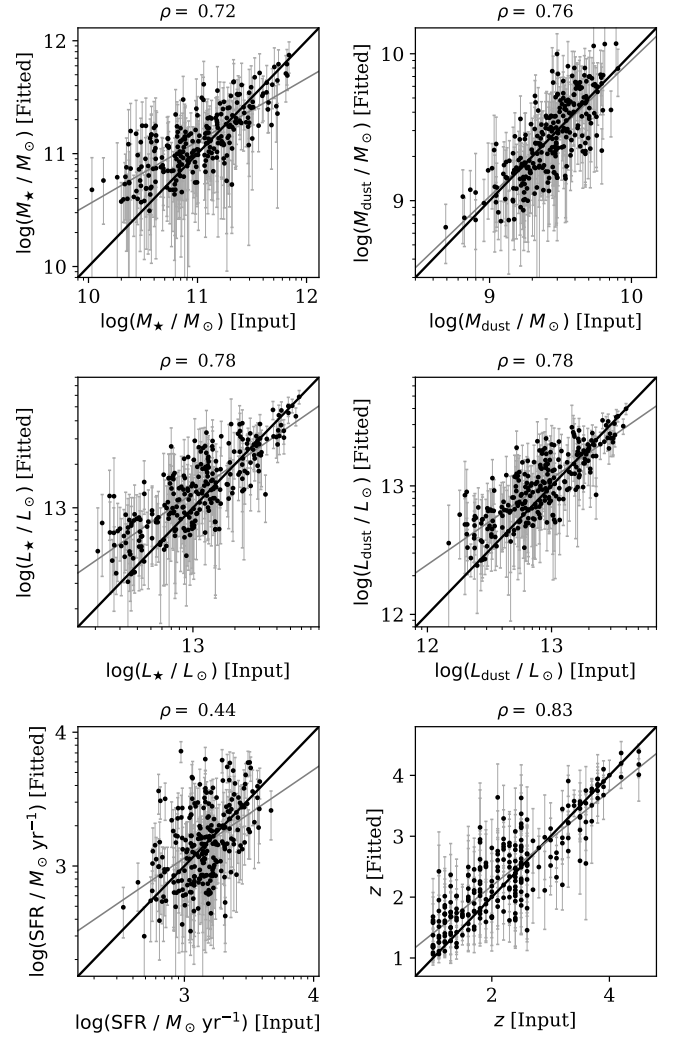 ρ = 0.72
ρ = 0.76
12
11
10
log(M★ / M⊙) [Fitted]
10
11
12
log(M★ / M⊙) [Input]
10
9
log(Mdust / M⊙) [Fitted]
9
10
log(Mdust / M⊙) [Input]
ρ = 0.78
ρ = 0.78
13
log(L★ / L⊙) [Fitted]
13
log(L★ / L⊙) [Input]
13
12
log(Ldust / L⊙) [Fitted]
12
13
log(Ldust / L⊙) [Input]
ρ = 0.44
ρ = 0.83
4
3
log(SFR / M⊙ yr⁻¹) [Fitted]
3
4
log(SFR / M⊙ yr⁻¹) [Input]
4
3
2
1
z [Fitted]
2
4
z [Input]